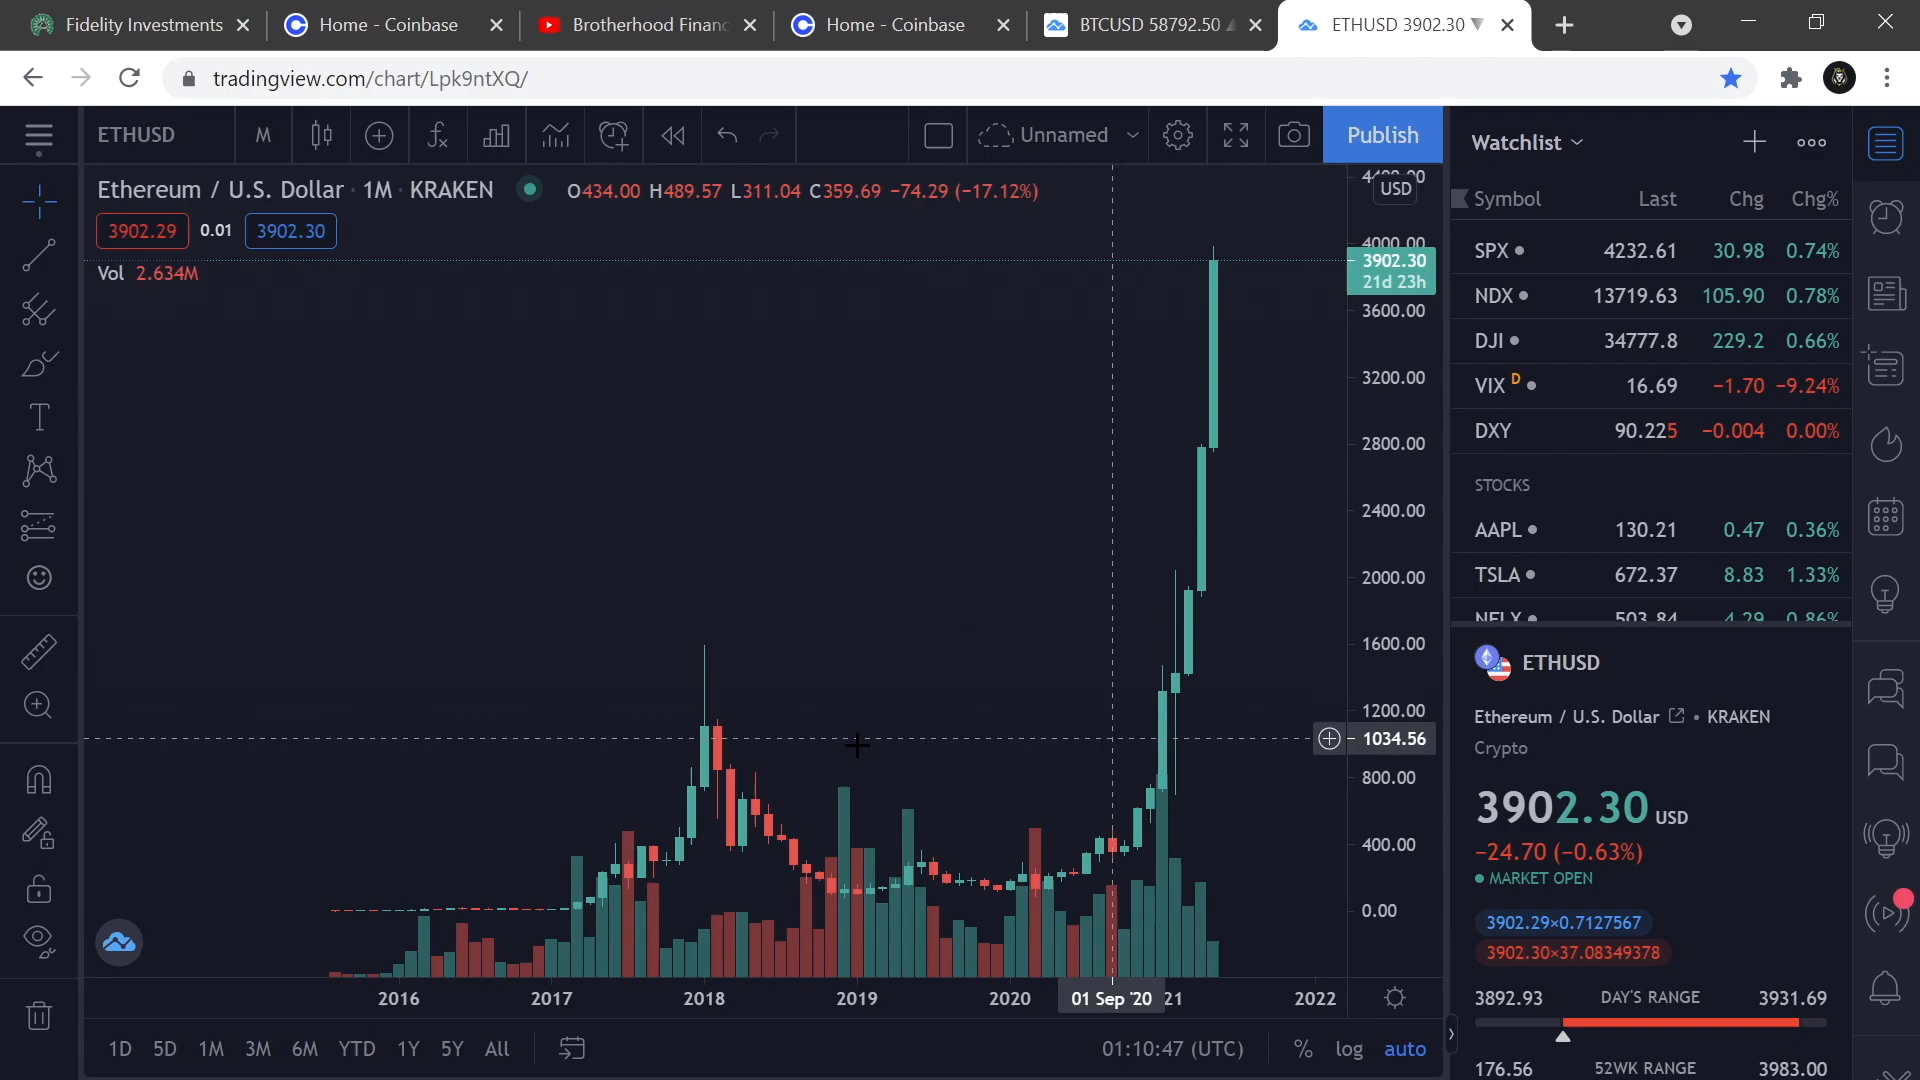 Fidelity Investments
Home - Coinbase
Brotherhood Financ
Home - Coinbase
BTCUSD 58792.50
ETHUSD 3902.30 ▼
tradingview.com/chart/Lpk9ntXQ/
ETHUSD
M
Unnamed
Publish
Watchlist
Ethereum / U.S. Dollar · 1M · KRAKEN
O434.00 H489.57 L311.04 C359.69 −74.29 (−17.12%)
USD
3902.29
0.01
3902.30
Vol 2.634M
4000.00
3902.30
21d 23h
3600.00
3200.00
2800.00
2400.00
2000.00
1600.00
1200.00
1034.56
800.00
400.00
0.00
2016
2017
2018
2019
2020
01 Sep '20
21
2022
1D
5D
1M
3M
6M
YTD
1Y
5Y
All
01:10:47 (UTC)
%
log
auto
Symbol Last Chg Chg%
SPX 4232.61 30.98 0.74%
NDX 13719.63 105.90 0.78%
DJI 34777.8 229.2 0.66%
VIX D 16.69 −1.70 −9.24%
DXY 90.225 −0.004 0.00%
STOCKS
AAPL 130.21 0.47 0.36%
TSLA 672.37 8.83 1.33%
NFLX 503.84 4.29 0.86%
ETHUSD
Ethereum / U.S. Dollar • KRAKEN
Crypto
3902.30 USD
−24.70 (−0.63%)
MARKET OPEN
3902.29×0.7127567
3902.30×37.08349378
3892.93 DAY'S RANGE 3931.69
176.56 52WK RANGE 3983.00